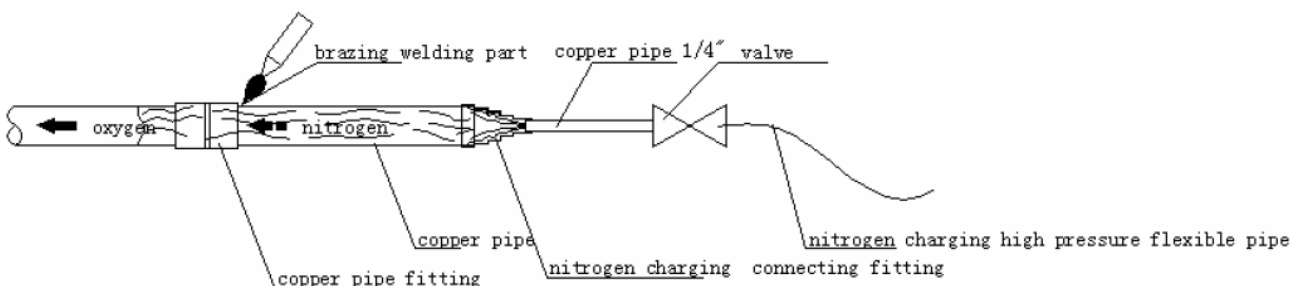 brazing welding part
copper pipe 1/4″
valve
oxygen
nitrogen
copper pipe
nitrogen charging high pressure flexible pipe
nitrogen charging connecting fitting
copper pipe fitting